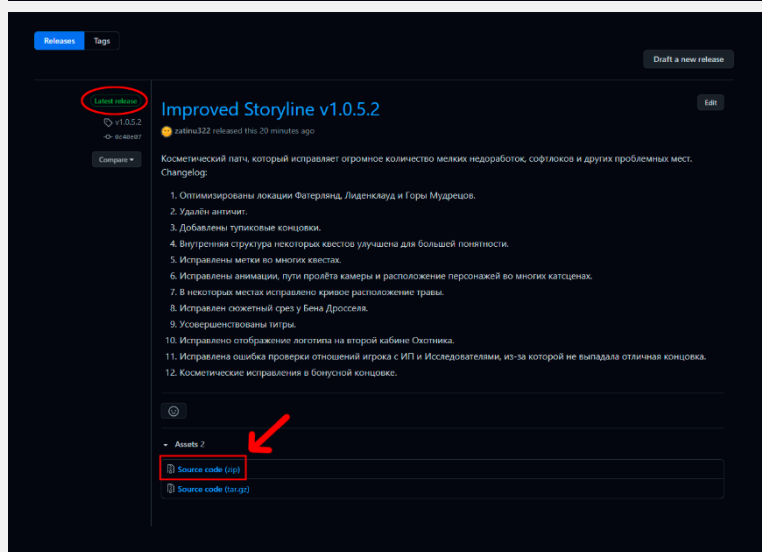 Releases Tags
Draft a new release
Latest release
v1.0.5.2
Compare
Improved Storyline v1.0.5.2
Edit
zatinu322 released this 20 minutes ago
Косметический патч, который исправляет огромное количество мелких недоработок, софтлоков и других проблемных мест.
Changelog:
1. Оптимизированы локации Фатерлянд, Лиденклауд и Горы Мудрецов.
2. Удалён античит.
3. Добавлены тупиковые концовки.
4. Внутренняя структура некоторых квестов улучшена для большей понятности.
5. Исправлены метки во многих квестах.
6. Исправлены анимации, пути пролёта камеры и расположение персонажей во многих катсценах.
7. В некоторых местах исправлено кривое расположение травы.
8. Исправлен сюжетный срез у Бена Дросселя.
9. Усовершенствованы титры.
10. Исправлено отображение логотипа на второй кабине Охотника.
11. Исправлена ошибка проверки отношений игрока с ИП и Исследователями, из-за которой не выпадала отличная концовка.
12. Косметические исправления в бонусной концовке.
Assets 2
Source code (zip)
Source code (tar.gz)